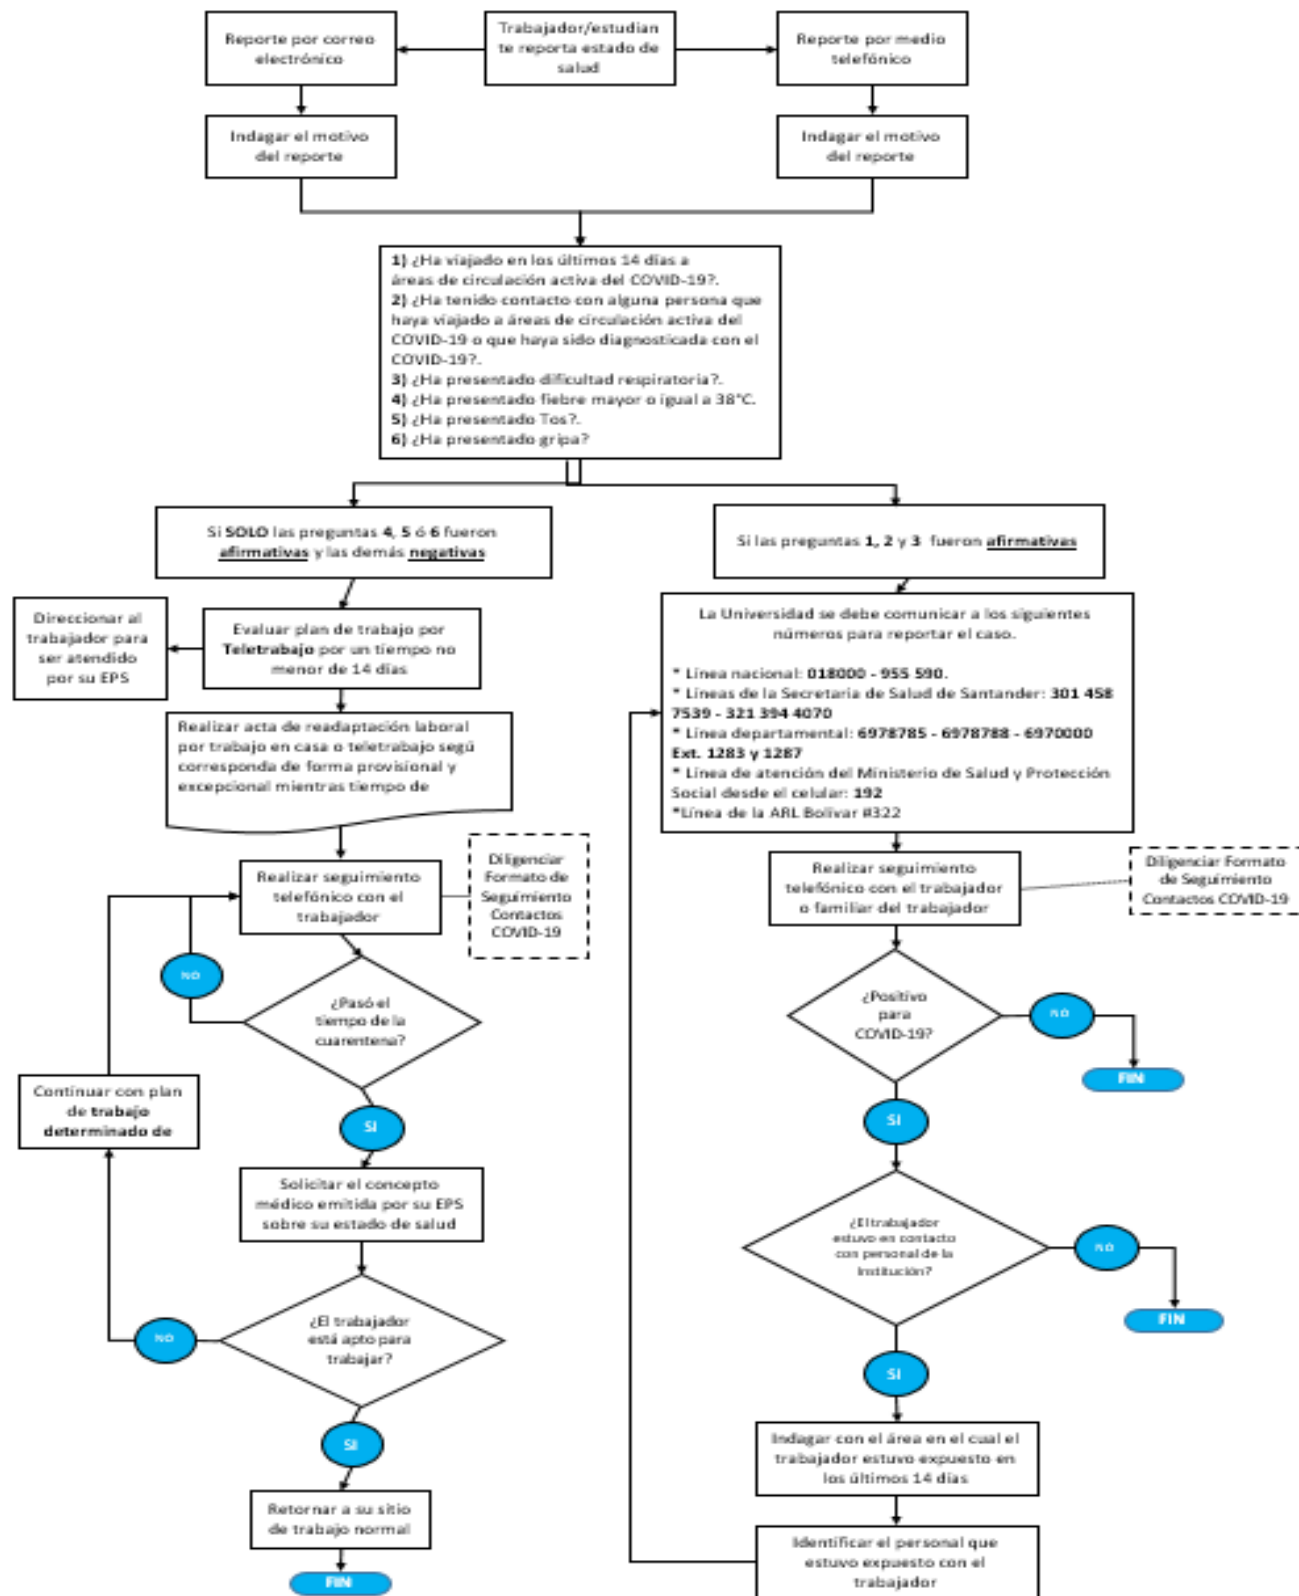 Trabajador/estudian
te reporta estado de
salud
Reporte por correo
electrónico
Reporte por medio
telefónico
Indagar el motivo
del reporte
Indagar el motivo
del reporte
1) ¿Ha viajado en los últimos 14 días a
áreas de circulación activa del COVID-19?.
2) ¿Ha tenido contacto con alguna persona que
haya viajado a áreas de circulación activa del
COVID-19 o que haya sido diagnosticada con el
COVID-19?.
3) ¿Ha presentado dificultad respiratoria?.
4) ¿Ha presentado fiebre mayor o igual a 38°C.
5) ¿Ha presentado Tos?.
6) ¿Ha presentado gripa?
Si SOLO las preguntas 4, 5 ó 6 fueron
afirmativas y las demás negativas
Direccionar al
trabajador para
ser atendido
por su EPS
Evaluar plan de trabajo por
Teletrabajo por un tiempo no
menor de 14 días
Realizar acta de readaptación laboral
por trabajo en casa o teletrabajo segú
corresponda de forma provisional y
excepcional mientras tiempo de
Realizar seguimiento
telefónico con el
trabajador
Diligenciar
Formato de
Seguimiento
Contactos
COVID-19
NO
¿Pasó el
tiempo de la
cuarentena?
Continuar con plan
de trabajo
determinado de
SI
Solicitar el concepto
médico emitida por su EPS
sobre su estado de salud
NO
¿El trabajador
está apto para
trabajar?
SI
Retornar a su sitio
de trabajo normal
FIN
Si las preguntas 1, 2 y 3 fueron afirmativas
La Universidad se debe comunicar a los siguientes
números para reportar el caso.
* Línea nacional: 018000 - 955 590.
* Líneas de la Secretaria de Salud de Santander: 301 458
7539 - 321 394 4070
* Línea departamental: 6978785 - 6978788 - 6970000
Ext. 1283 y 1287
* Línea de atención del Ministerio de Salud y Protección
Social desde el celular: 192
*Línea de la ARL Bolívar #322
Realizar seguimiento
telefónico con el trabajador
o familiar del trabajador
Diligenciar Formato
de Seguimiento
Contactos COVID-19
¿Positivo
para
COVID-19?
NO
FIN
SI
¿El trabajador
estuvo en contacto
con personal de la
Institución?
NO
FIN
SI
Indagar con el área en el cual el
trabajador estuvo expuesto en
los últimos 14 días
Identificar el personal que
estuvo expuesto con el
trabajador